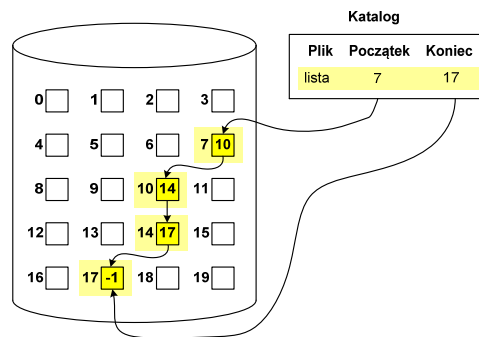 Katalog
Plik Początek Koniec
lista 7 17
0 1 2 3
4 5 6 7 10
8 9 10 14 11
12 13 14 17 15
16 17 -1 18 19